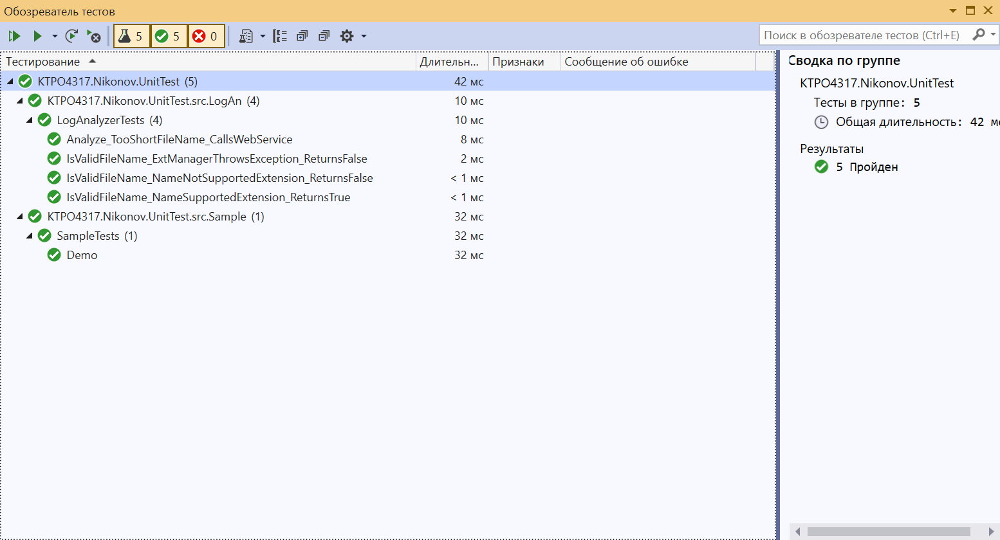 Обозреватель тестов
5 5 0
Поиск в обозревателе тестов (Ctrl+E)
Тестирование Длительн... Признаки Сообщение об ошибке
KTPO4317.Nikonov.UnitTest (5) 42 мс
KTPO4317.Nikonov.UnitTest.src.LogAn (4) 10 мс
LogAnalyzerTests (4) 10 мс
Analyze_TooShortFileName_CallsWebService 8 мс
IsValidFileName_ExtManagerThrowsException_ReturnsFalse 2 мс
IsValidFileName_NameNotSupportedExtension_ReturnsFalse < 1 мс
IsValidFileName_NameSupportedExtension_ReturnsTrue < 1 мс
KTPO4317.Nikonov.UnitTest.src.Sample (1) 32 мс
SampleTests (1) 32 мс
Demo 32 мс
Сводка по группе
KTPO4317.Nikonov.UnitTest
Тесты в группе: 5
Общая длительность: 42 мс
Результаты
5 Пройден